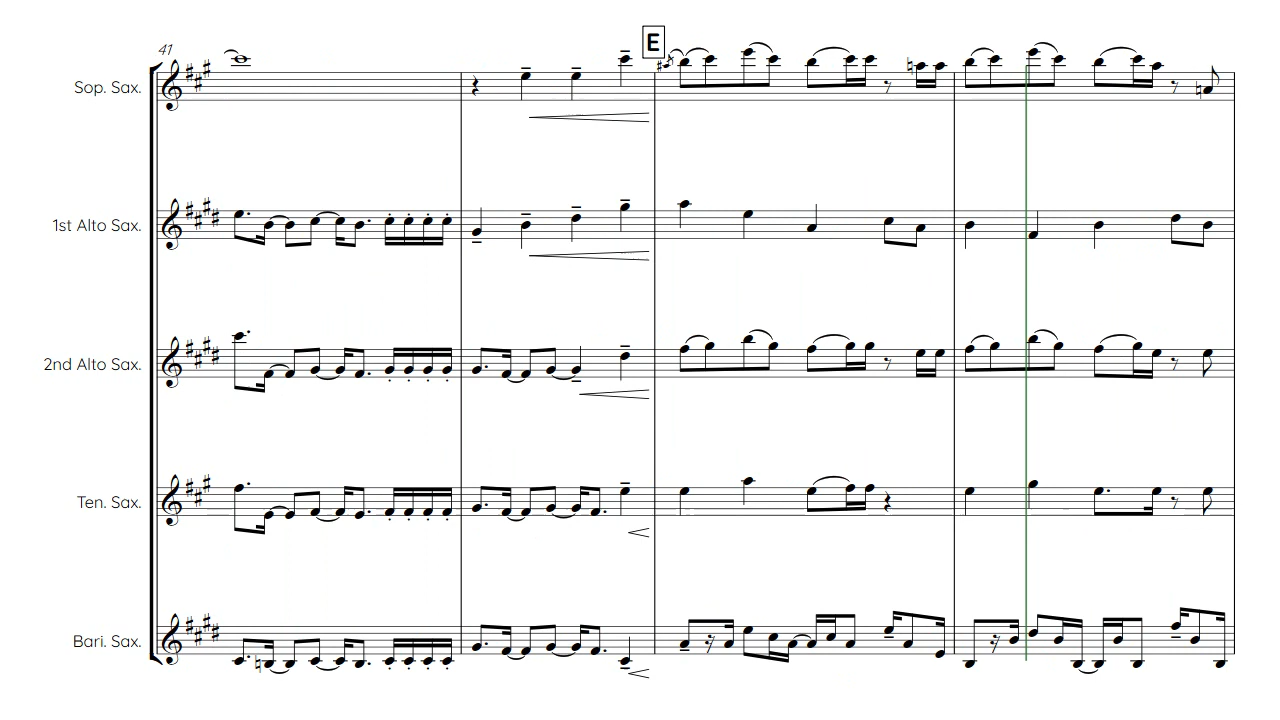 41
E
Sop. Sax.
1st Alto Sax.
2nd Alto Sax.
Ten. Sax.
Bari. Sax.